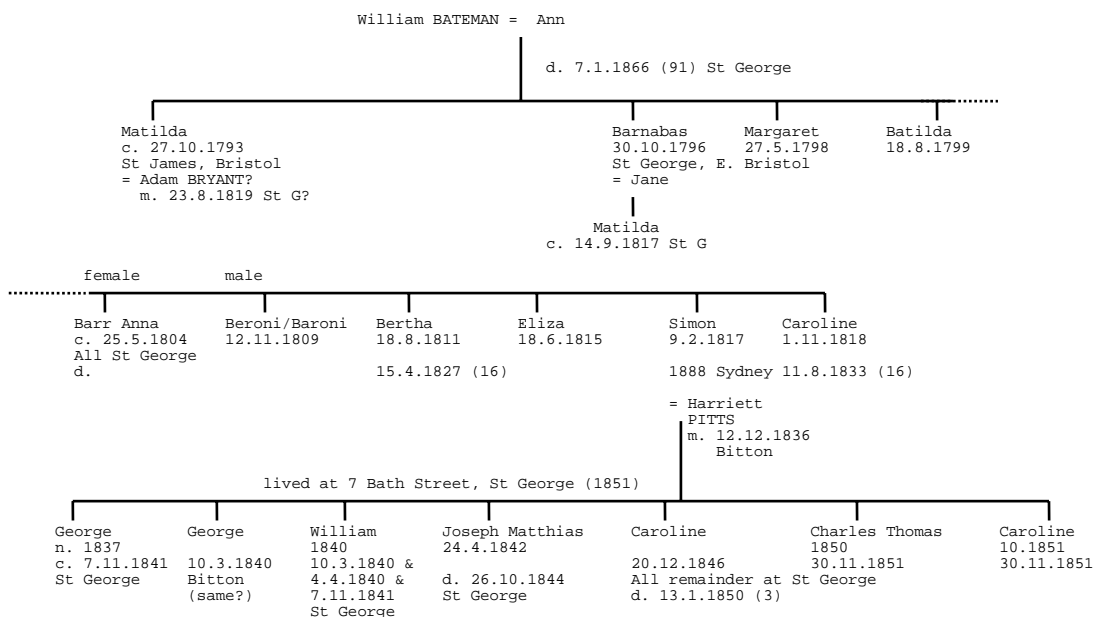 William BATEMAN = Ann
d. 7.1.1866 (91) St George
Matilda
c. 27.10.1793
St James, Bristol
= Adam BRYANT?
m. 23.8.1819 St G?
Barnabas
30.10.1796
St George, E. Bristol
= Jane
Margaret
27.5.1798
Batilda
18.8.1799
Matilda
c. 14.9.1817 St G
female
male
Barr Anna
c. 25.5.1804
All St George
d.
Beroni/Baroni
12.11.1809
Bertha
18.8.1811
15.4.1827 (16)
Eliza
18.6.1815
Simon
9.2.1817
1888 Sydney
= Harriett
PITTS
m. 12.12.1836
Bitton
Caroline
1.11.1818
11.8.1833 (16)
lived at 7 Bath Street, St George (1851)
George
n. 1837
c. 7.11.1841
St George
George
10.3.1840
Bitton
(same?)
William
1840
10.3.1840 &
4.4.1840 &
7.11.1841
St George
Joseph Matthias
24.4.1842
d. 26.10.1844
St George
Caroline
20.12.1846
All remainder at St George
d. 13.1.1850 (3)
Charles Thomas
1850
30.11.1851
Caroline
10.1851
30.11.1851